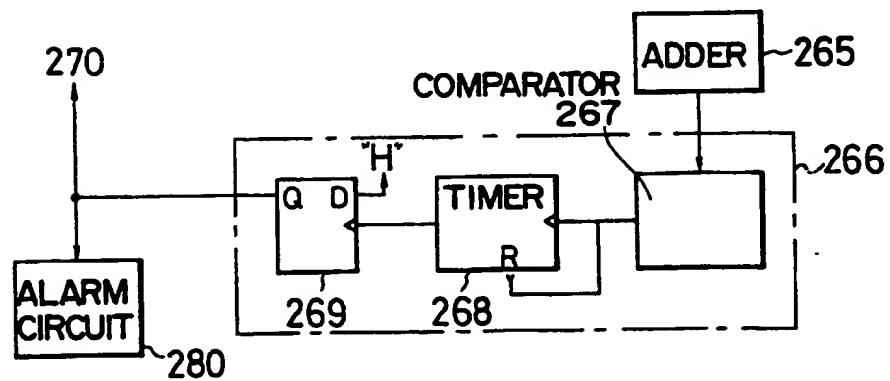 270
ADDER
265
COMPARATOR
267
266
"H"
Q D
TIMER
R
269
268
ALARM
CIRCUIT
280